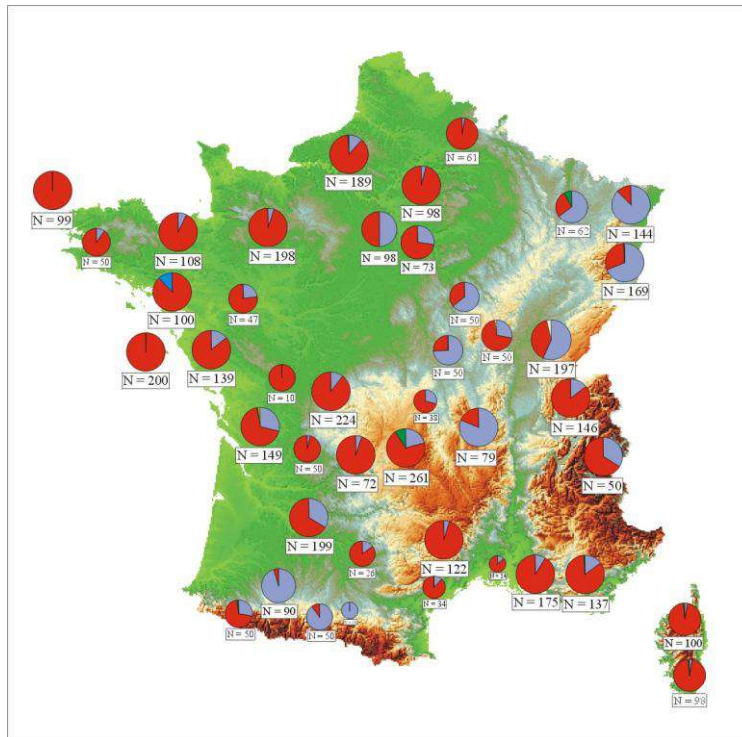 N = 61
N = 189
N = 98
N = 99
N = 62
N = 144
N = 50
N = 108
N = 198
N = 98
N = 73
N = 169
N = 100
N = 47
N = 50
N = 50
N = 200
N = 139
N = 50
N = 197
N = 10
N = 224
N = 38
N = 146
N = 149
N = 50
N = 72
N = 261
N = 79
N = 50
N = 199
N = 26
N = 122
N = 34
N = 175
N = 137
N = 90
N = 50
N = 100
N = 98